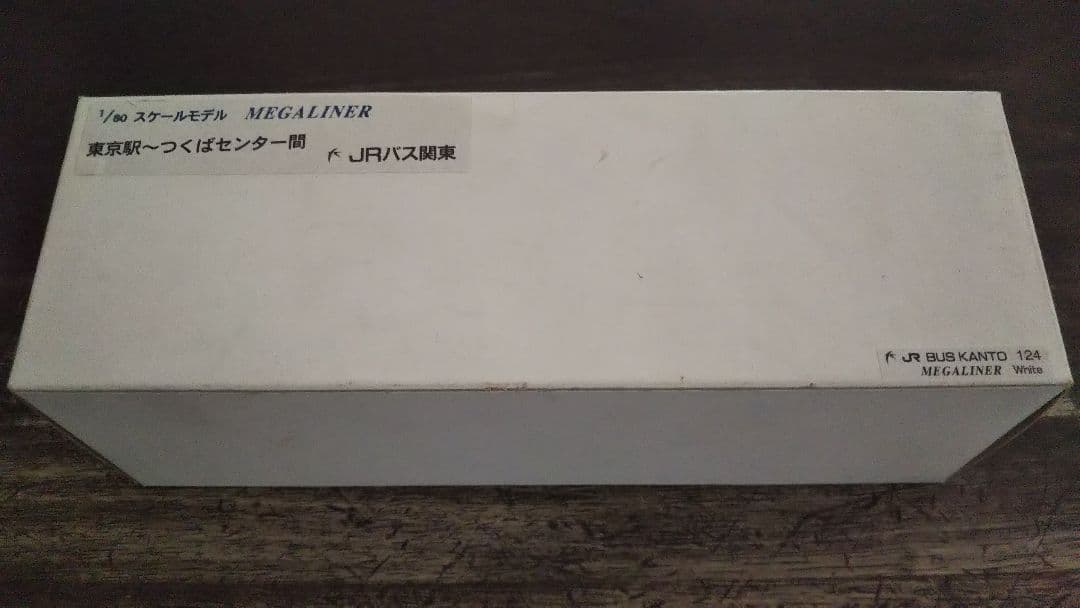 1/80 スケールモデル MEGALINER
東京駅～つくばセンター間 JRバス関東
JR BUS KANTO 124
MEGALINER White